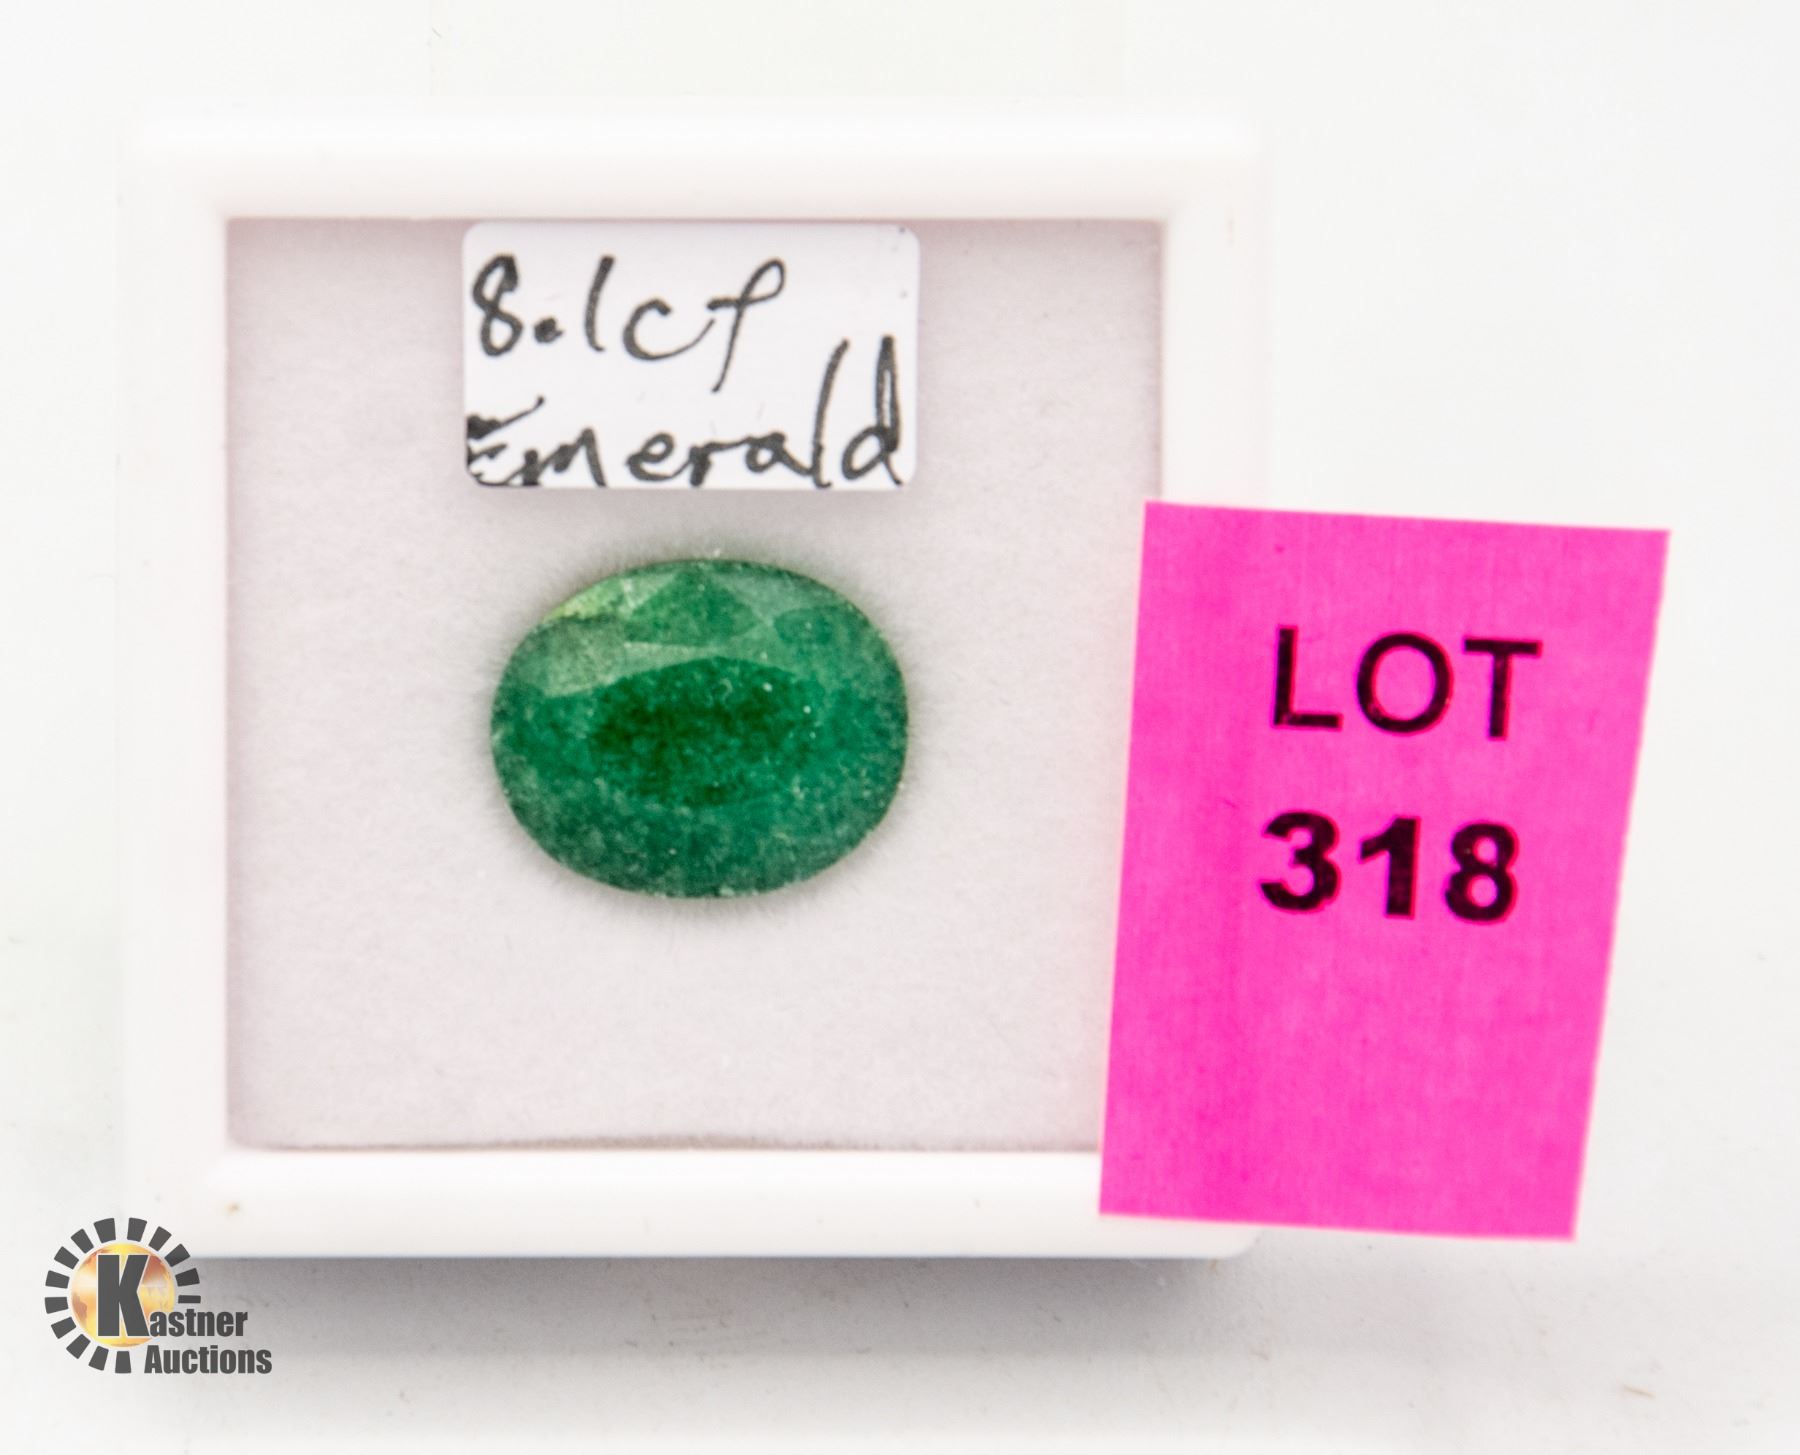 8.1ct
Emerald
LOT
318
Kastner
Auctions